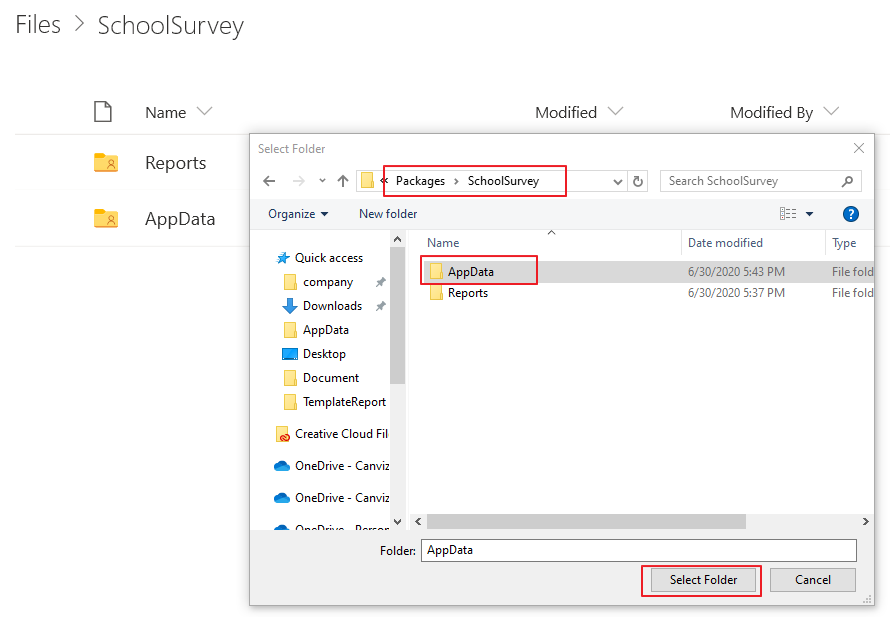 Files > SchoolSurvey
Name Modified Modified By
Reports
AppData
Select Folder
« Packages › SchoolSurvey
Search SchoolSurvey
Organize New folder ?
Name Date modified Type
AppData 6/30/2020 5:43 PM File fold
Reports 6/30/2020 5:37 PM File fold
Quick access
company
Downloads
AppData
Desktop
Document
TemplateReport
Creative Cloud Fil
OneDrive - Canviz
OneDrive - Canviz
OneDrive - Person
Folder: AppData
Select Folder Cancel